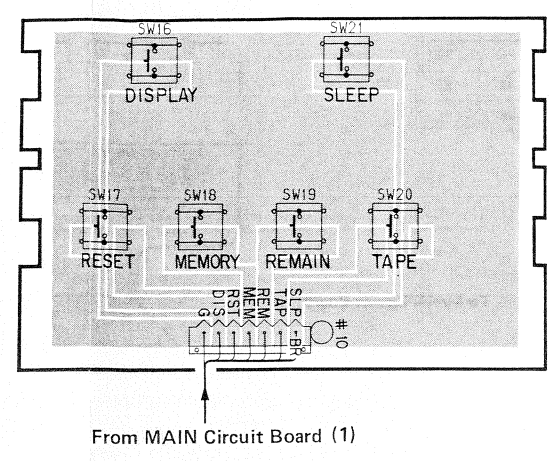 SW16 SW21
DISPLAY SLEEP
SW17 SW18 SW19 SW20
RESET MEMORY REMAIN TAPE
G DIS RST MEM REM TAP SLP
BR
#10
From MAIN Circuit Board (1)